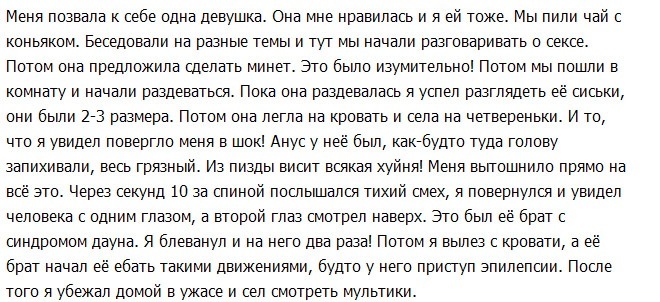 Меня позвала к себе одна девушка. Она мне нравилась и я ей тоже. Мы пили чай с
коньяком. Беседовали на разные темы и тут мы начали разговаривать о сексе.
Потом она предложила сделать минет. Это было изумительно! Потом мы пошли в
комнату и начали раздеваться. Пока она раздевалась я успел разглядеть её сиськи,
они были 2-3 размера. Потом она легла на кровать и села на четвереньки. И то,
что я увидел повергло меня в шок! Анус у неё был, как-будто туда голову
запихивали, весь грязный. Из пизды висит всякая хуйня! Меня вытошнило прямо на
всё это. Через секунд 10 за спиной послышался тихий смех, я повернулся и увидел
человека с одним глазом, а второй глаз смотрел наверх. Это был её брат с
синдромом дауна. Я блеванул и на него два раза! Потом я вылез с кровати, а её
брат начал её ебать такими движениями, будто у него приступ эпилепсии. После
того я убежал домой в ужасе и сел смотреть мультики.